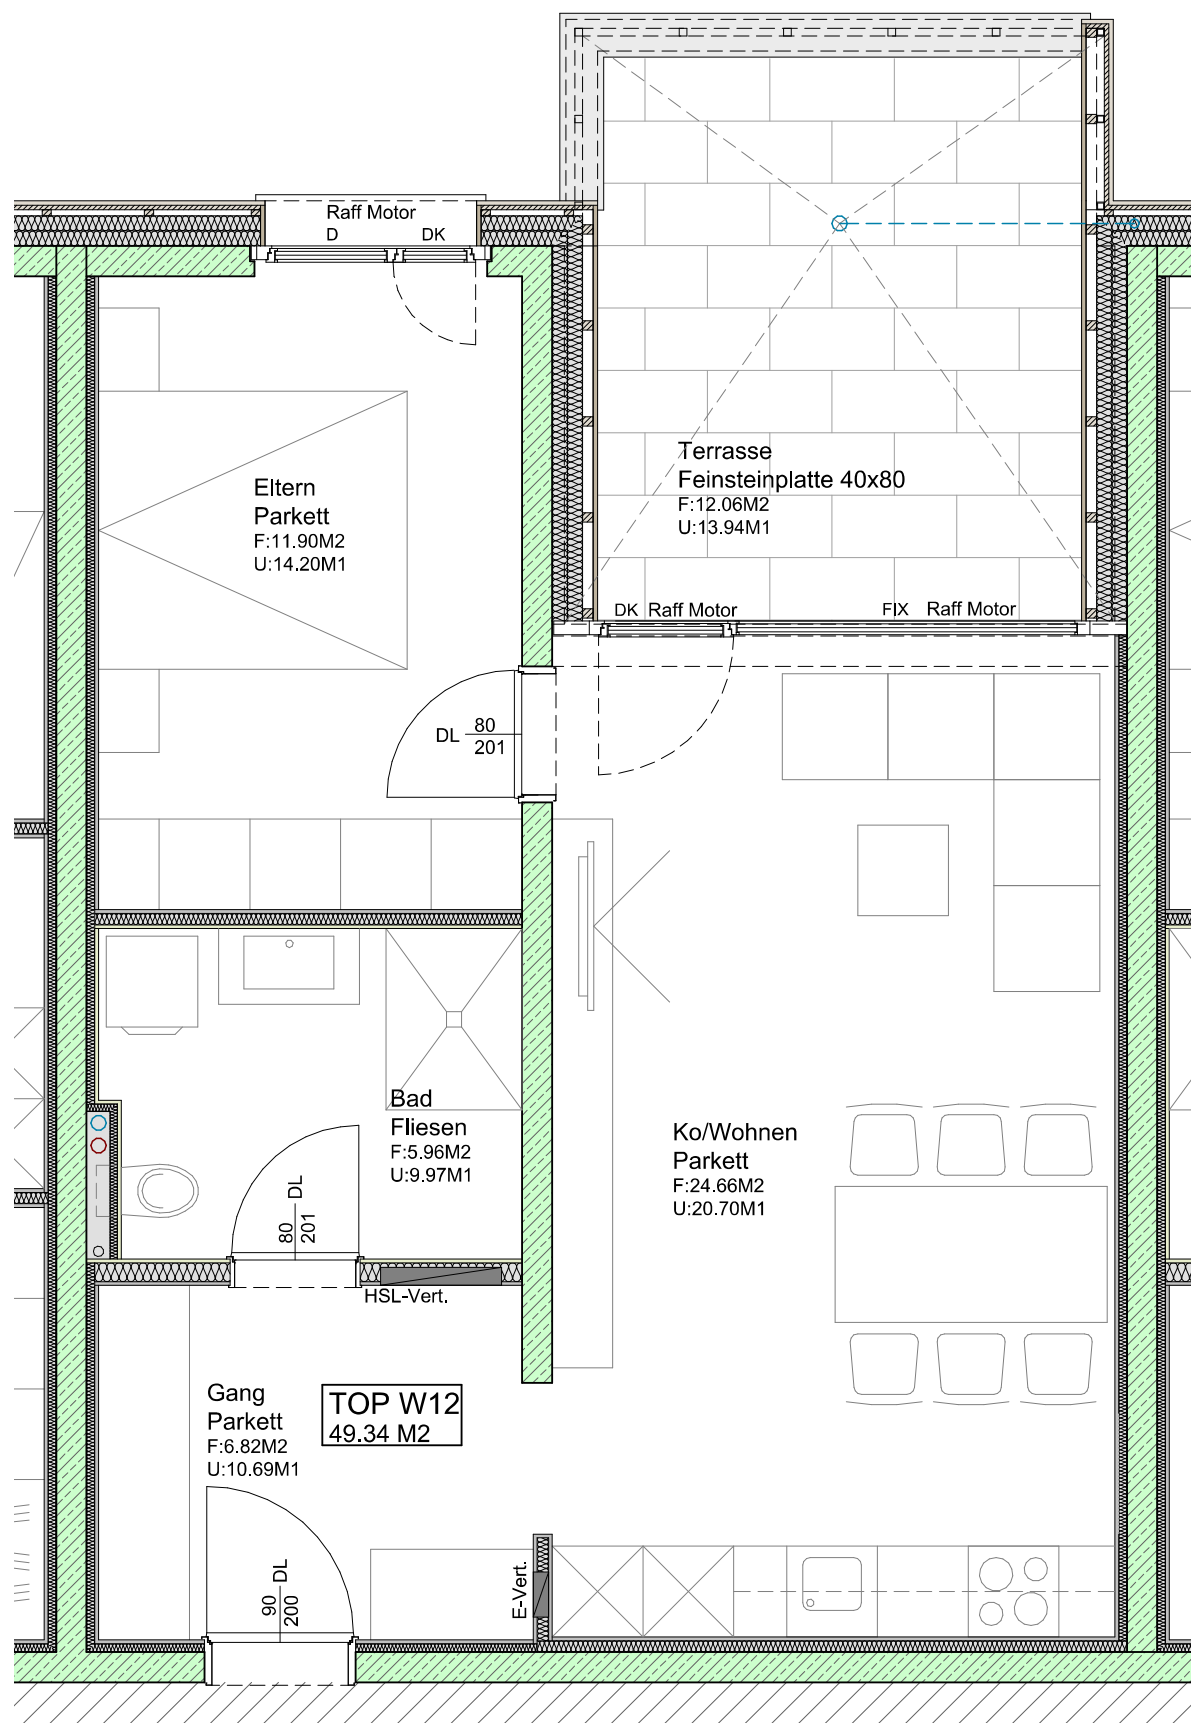 Raff Motor
D
DK
Terrasse
Feinsteinplatte 40x80
F:12.06M2
U:13.94M1
Eltern
Parkett
F:11.90M2
U:14.20M1
DK
Raff Motor
FIX
Raff Motor
DL
80
201
Bad
Fliesen
F:5.96M2
U:9.97M1
Ko/Wohnen
Parkett
F:24.66M2
U:20.70M1
80
201
DL
HSL-Vert.
Gang
Parkett
F:6.82M2
U:10.69M1
TOP W12
49.34 M2
90
200
DL
E-Vert.